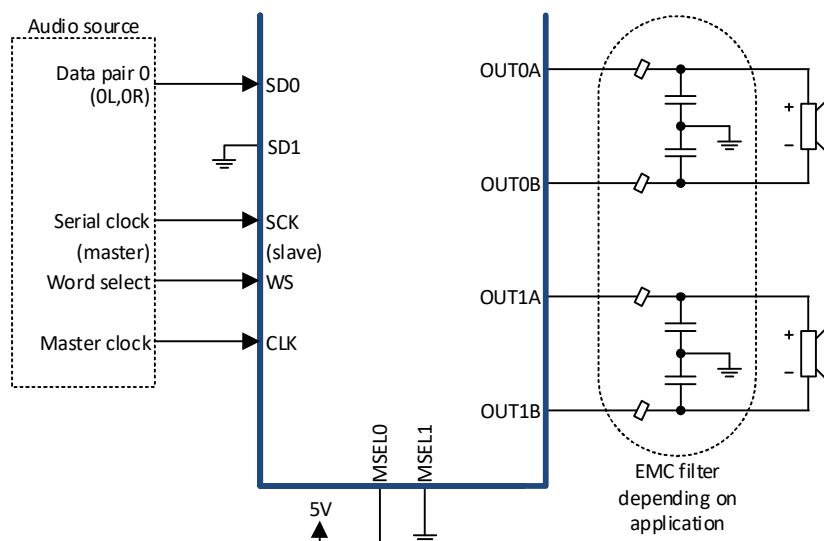 Audio source
Data pair 0
(0L,0R)
SD0
SD1
Serial clock
(master)
SCK
(slave)
Word select
WS
Master clock
CLK
MSEL0
MSEL1
5V
OUT0A
OUT0B
OUT1A
OUT1B
+
−
+
−
EMC filter
depending on
application